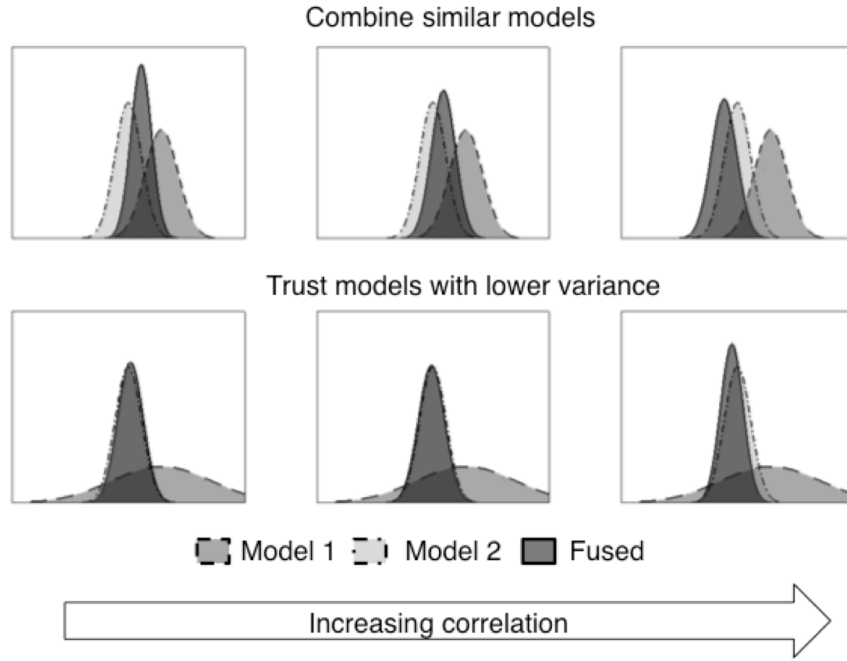 Combine similar models
Trust models with lower variance
Model 1 Model 2 Fused
Increasing correlation